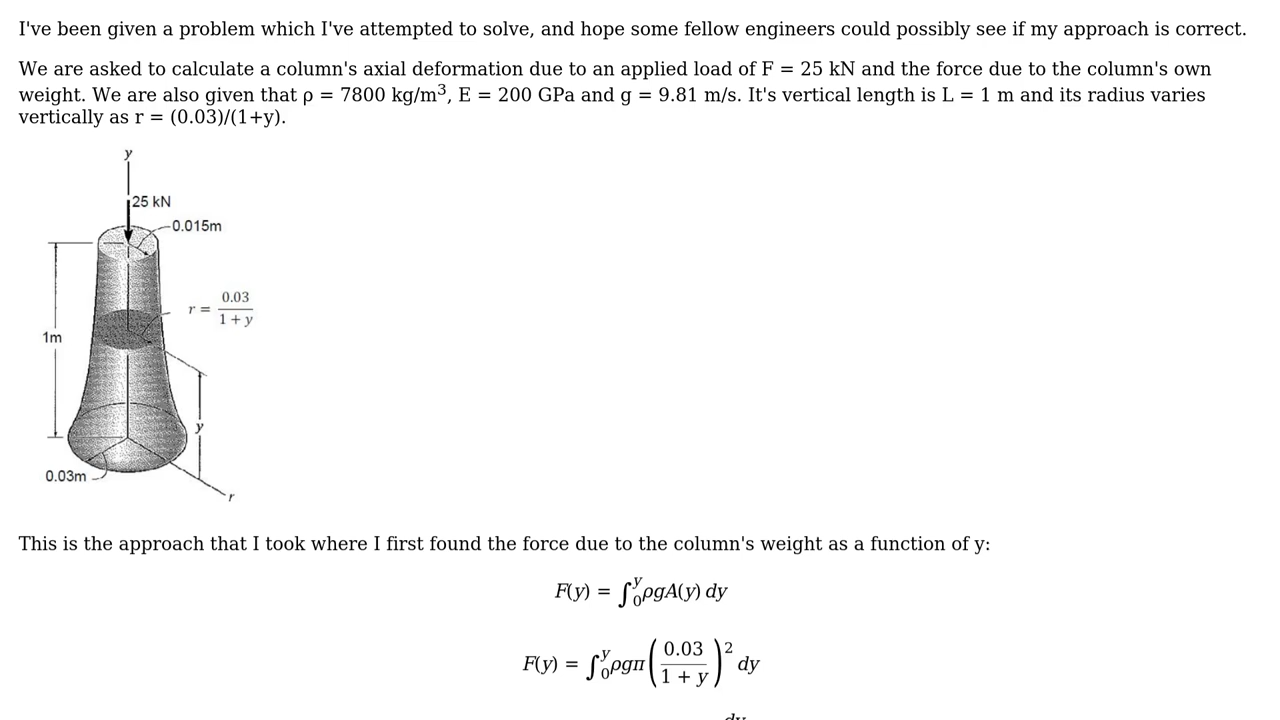 I've been given a problem which I've attempted to solve, and hope some fellow engineers could possibly see if my approach is correct.
We are asked to calculate a column's axial deformation due to an applied load of F = 25 kN and the force due to the column's own
weight. We are also given that ρ = 7800 kg/m³, E = 200 GPa and g = 9.81 m/s. It's vertical length is L = 1 m and its radius varies
vertically as r = (0.03)/(1+y).
y
25 kN
0.015m
r = 0.03 / 1 + y
1m
y
0.03m
r
This is the approach that I took where I first found the force due to the column's weight as a function of y:
F(y) = ∫₀ʸ ρgA(y) dy
F(y) = ∫₀ʸ ρgπ (0.03 / 1 + y)² dy